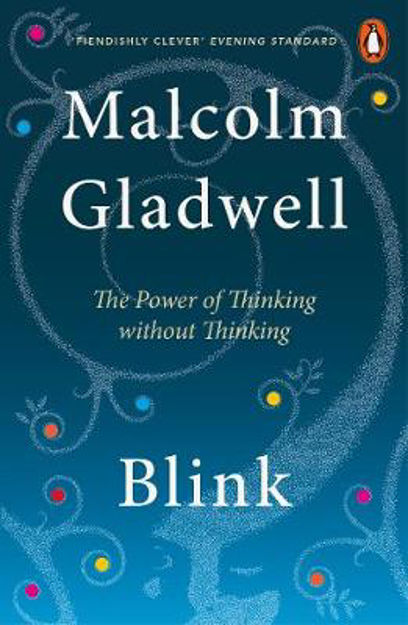 'FIENDISHLY CLEVER' EVENING STANDARD
Malcolm
Gladwell
The Power of Thinking
without Thinking
Blink